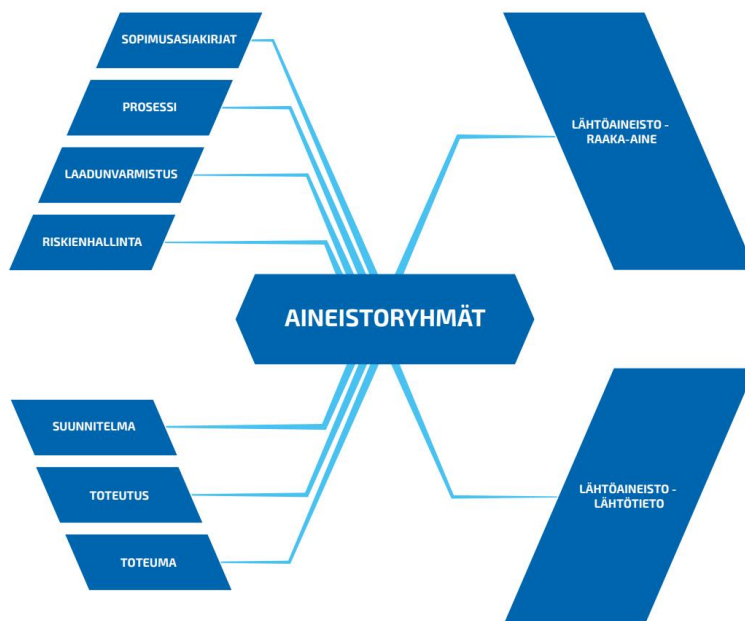 SOPIMUSASIAKIRJAT
PROSESSI
LAADUNVARMISTUS
RISKIENHALLINTA
LÄHTÖAINEISTO -
RAAKA-AINE
AINEISTORYHMÄT
SUUNNITELMA
TOTEUTUS
TOTEUMA
LÄHTÖAINEISTO -
LÄHTÖTIETO